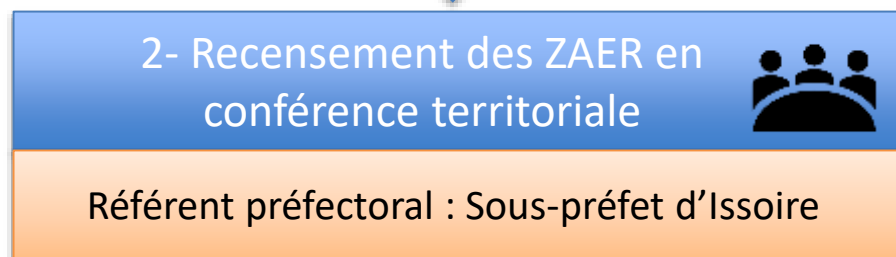 2- Recensement des ZAER en
conférence territoriale
Référent préfectoral : Sous-préfet d’Issoire